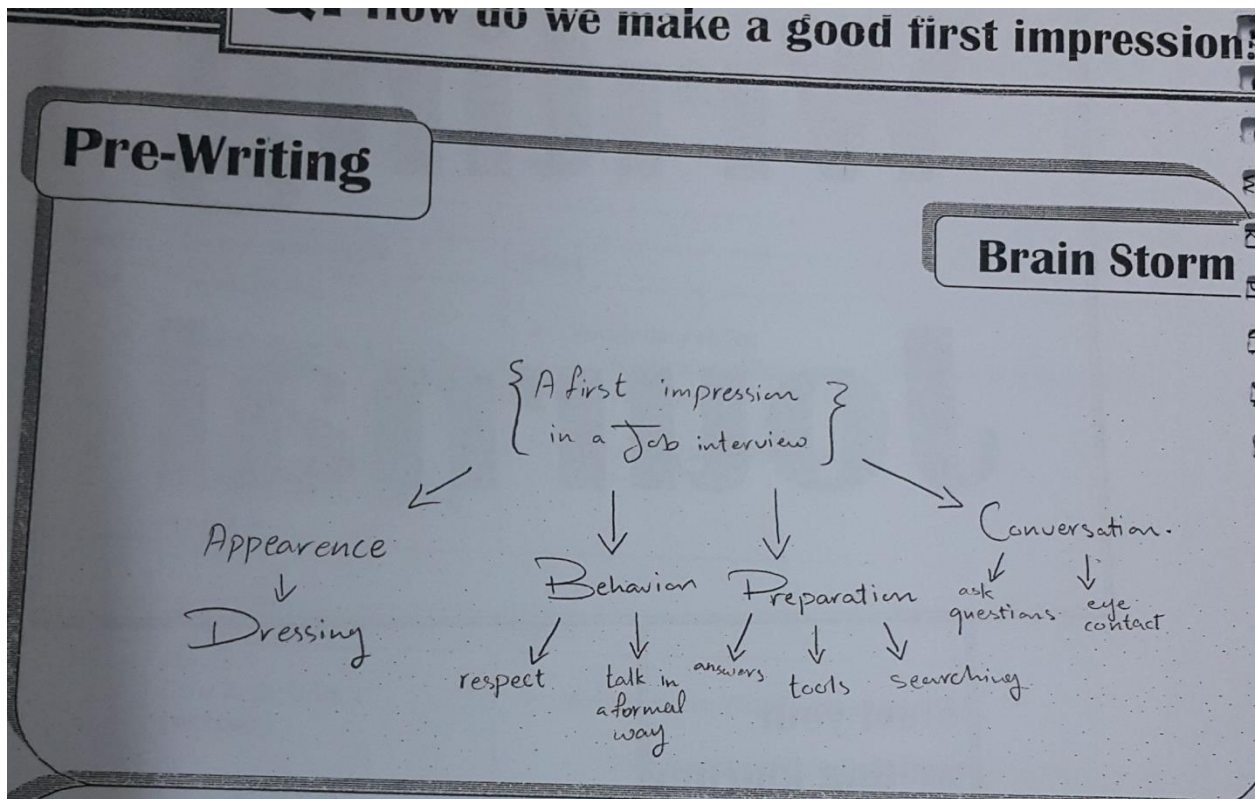 How do we make a good first impression
Pre-Writing
Brain Storm
{ A first impression
in a Job interview }
Appearence
Dressing
Behavior
respect
talk in
a formal
way
Preparation
answers
tools
searching
Conversation.
ask
questions
eye
contact